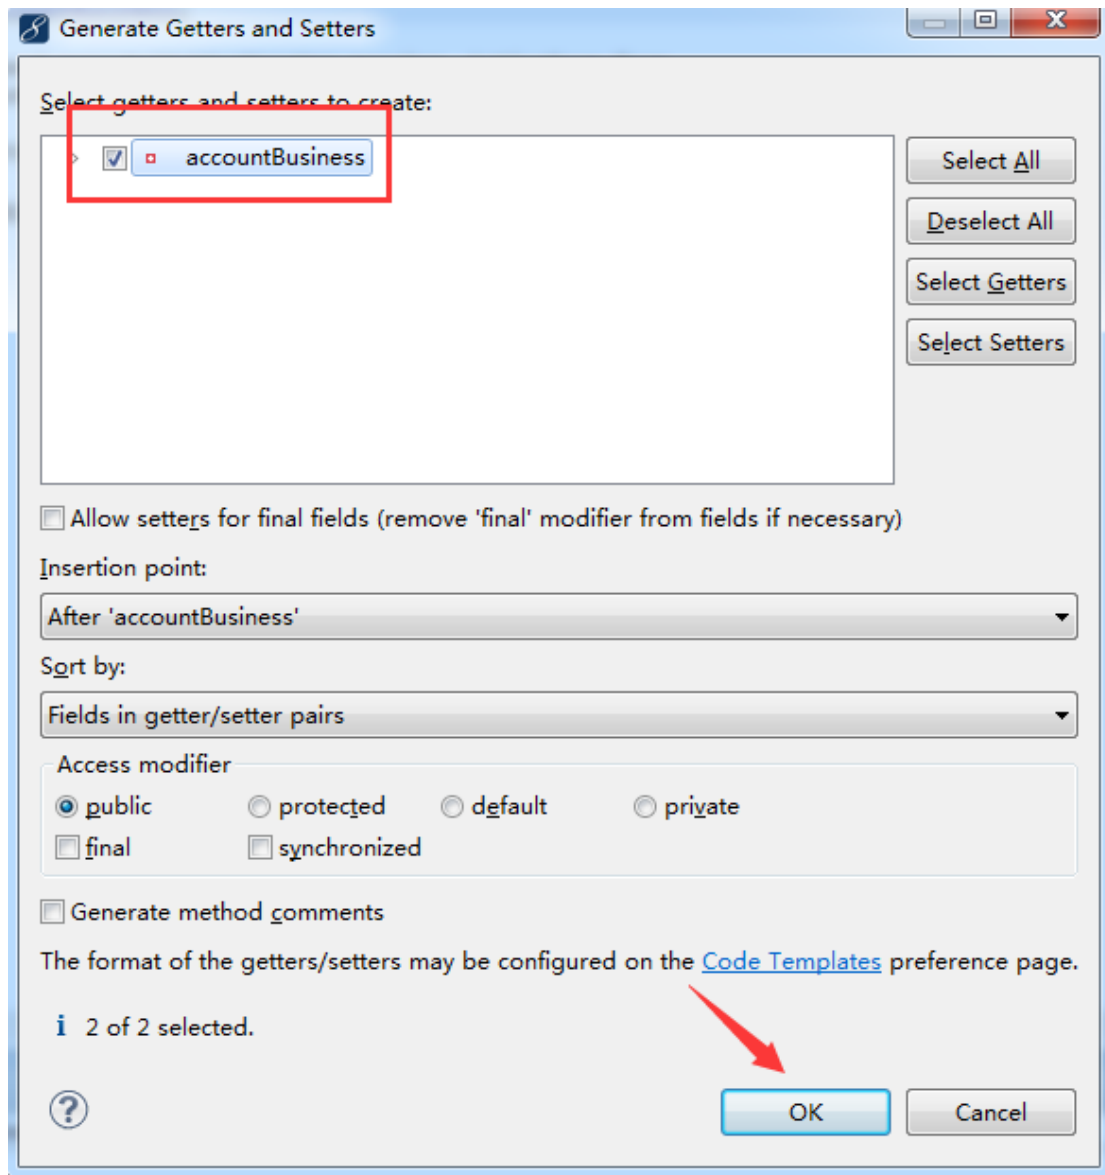 Generate Getters and Setters
Select getters and setters to create:
accountBusiness
Select All
Deselect All
Select Getters
Select Setters
Allow setters for final fields (remove 'final' modifier from fields if necessary)
Insertion point:
After 'accountBusiness'
Sort by:
Fields in getter/setter pairs
Access modifier
public protected default private
final synchronized
Generate method comments
The format of the getters/setters may be configured on the Code Templates preference page.
i 2 of 2 selected.
? OK Cancel